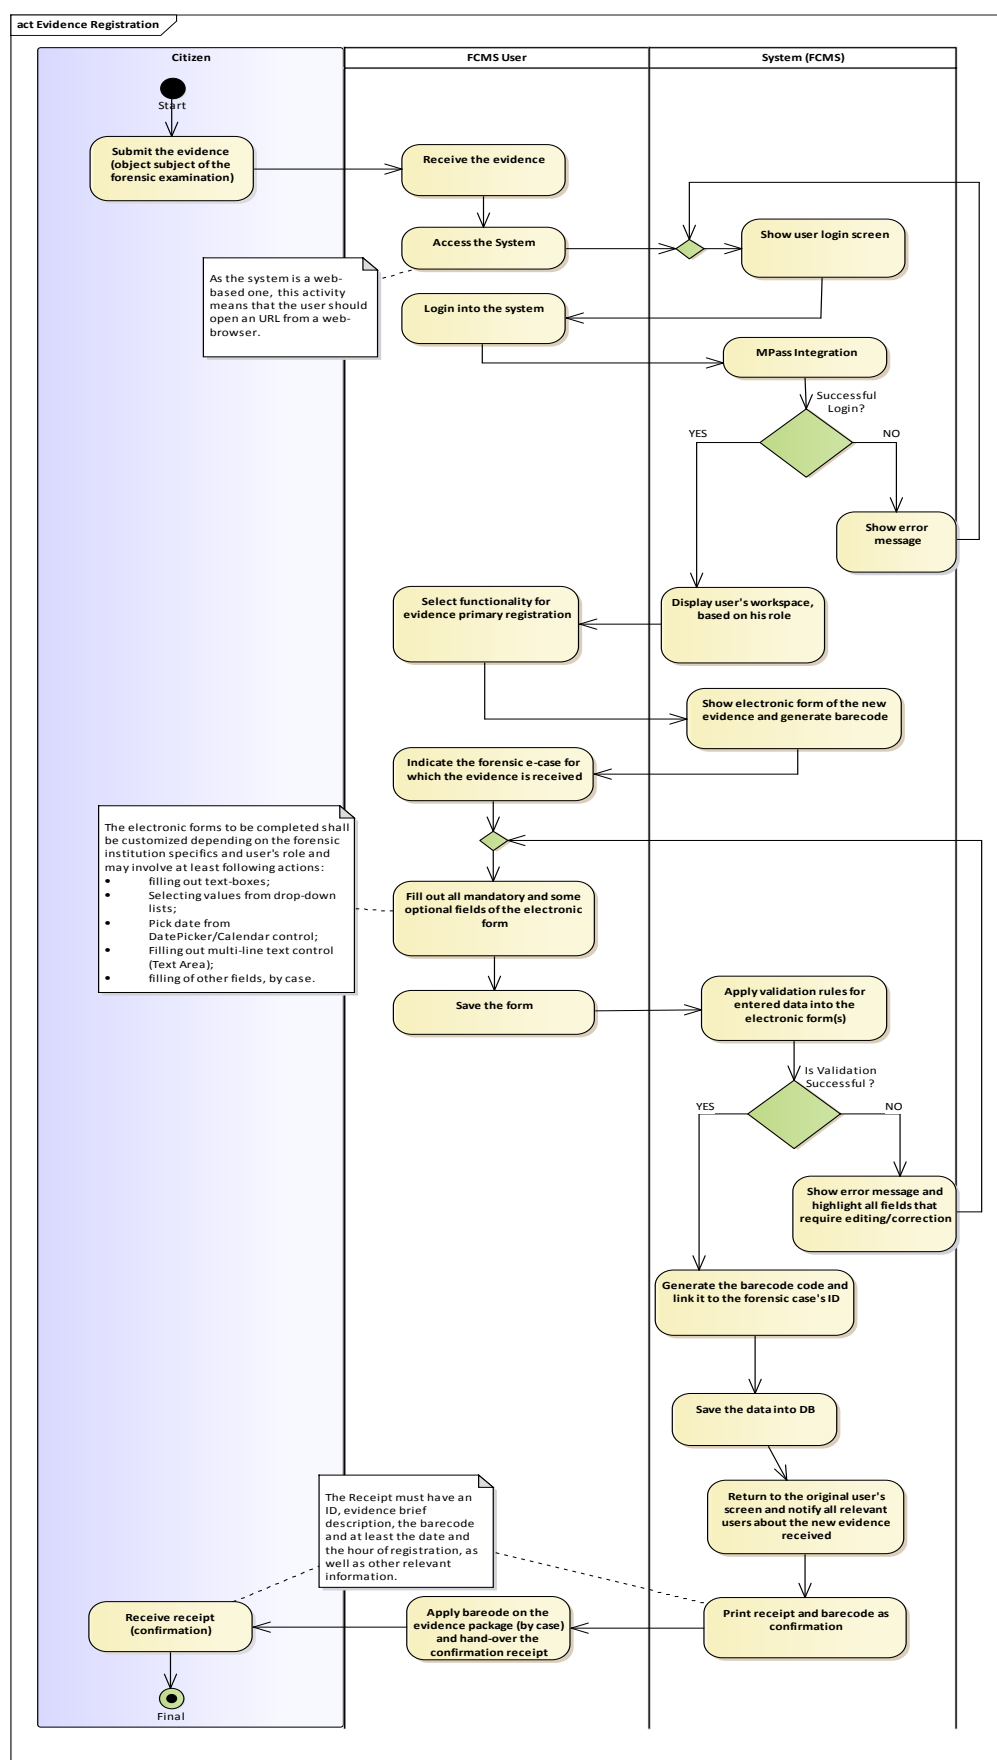 act Evidence Registration
Citizen
FCMS User
System (FCMS)
Start
Submit the evidence
(object subject of the
forensic examination)
Receive the evidence
Access the System
Show user login screen
As the system is a web-
based one, this activity
means that the user should
open an URL from a web-
browser.
Login into the system
MPass Integration
Successful
Login?
YES
NO
Show error
message
Select functionality for
evidence primary registration
Display user's workspace,
based on his role
Show electronic form of the new
evidence and generate barecode
Indicate the forensic e-case for
which the evidence is received
The electronic forms to be completed shall
be customized depending on the forensic
institution specifics and user's role and
may involve at least following actions:
• filling out text-boxes;
• Selecting values from drop-down
lists;
• Pick date from
DatePicker/Calendar control;
• Filling out multi-line text control
(Text Area);
• filling of other fields, by case.
Fill out all mandatory and some
optional fields of the electronic
form
Save the form
Apply validation rules for
entered data into the
electronic form(s)
Is Validation
Successful ?
YES
NO
Show error message and
highlight all fields that
require editing/correction
Generate the barecode code and
link it to the forensic case's ID
Save the data into DB
The Receipt must have an
ID, evidence brief
description, the barecode
and at least the date and
the hour of registration, as
well as other relevant
information.
Return to the original user's
screen and notify all relevant
users about the new evidence
received
Receive receipt
(confirmation)
Apply bareode on the
evidence package (by case)
and hand-over the
confirmation receipt
Print receipt and barecode as
confirmation
Final